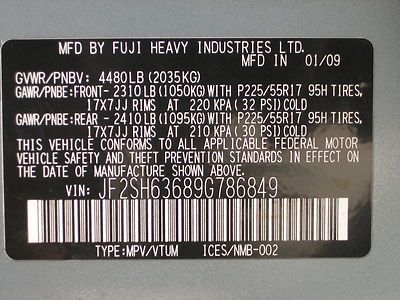 MFD BY FUJI HEAVY INDUSTRIES LTD.
MFD IN 01/09
GVWR/PNBV: 4480LB(2035KG)
GAWR/PNBE:FRONT- 2310LB(1050KG)WITH P225/55R17 95H TIRES,
17X7JJ RIMS AT 220 KPA(32 PSI)COLD
GAWR/PNBE:REAR - 2410LB(1095KG)WITH P225/55R17 95H TIRES,
17X7JJ RIMS AT 210 KPA(30 PSI)COLD
THIS VEHICLE CONFORMS TO ALL APPLICABLE FEDERAL MOTOR
VEHICLE SAFETY AND THEFT PREVENTION STANDARDS IN EFFECT ON
THE DATE OF MANUFACTURE SHOWN ABOVE.
VIN: JF2SH63689G786849
TYPE:MPV/VTUM ICES/NMB-002